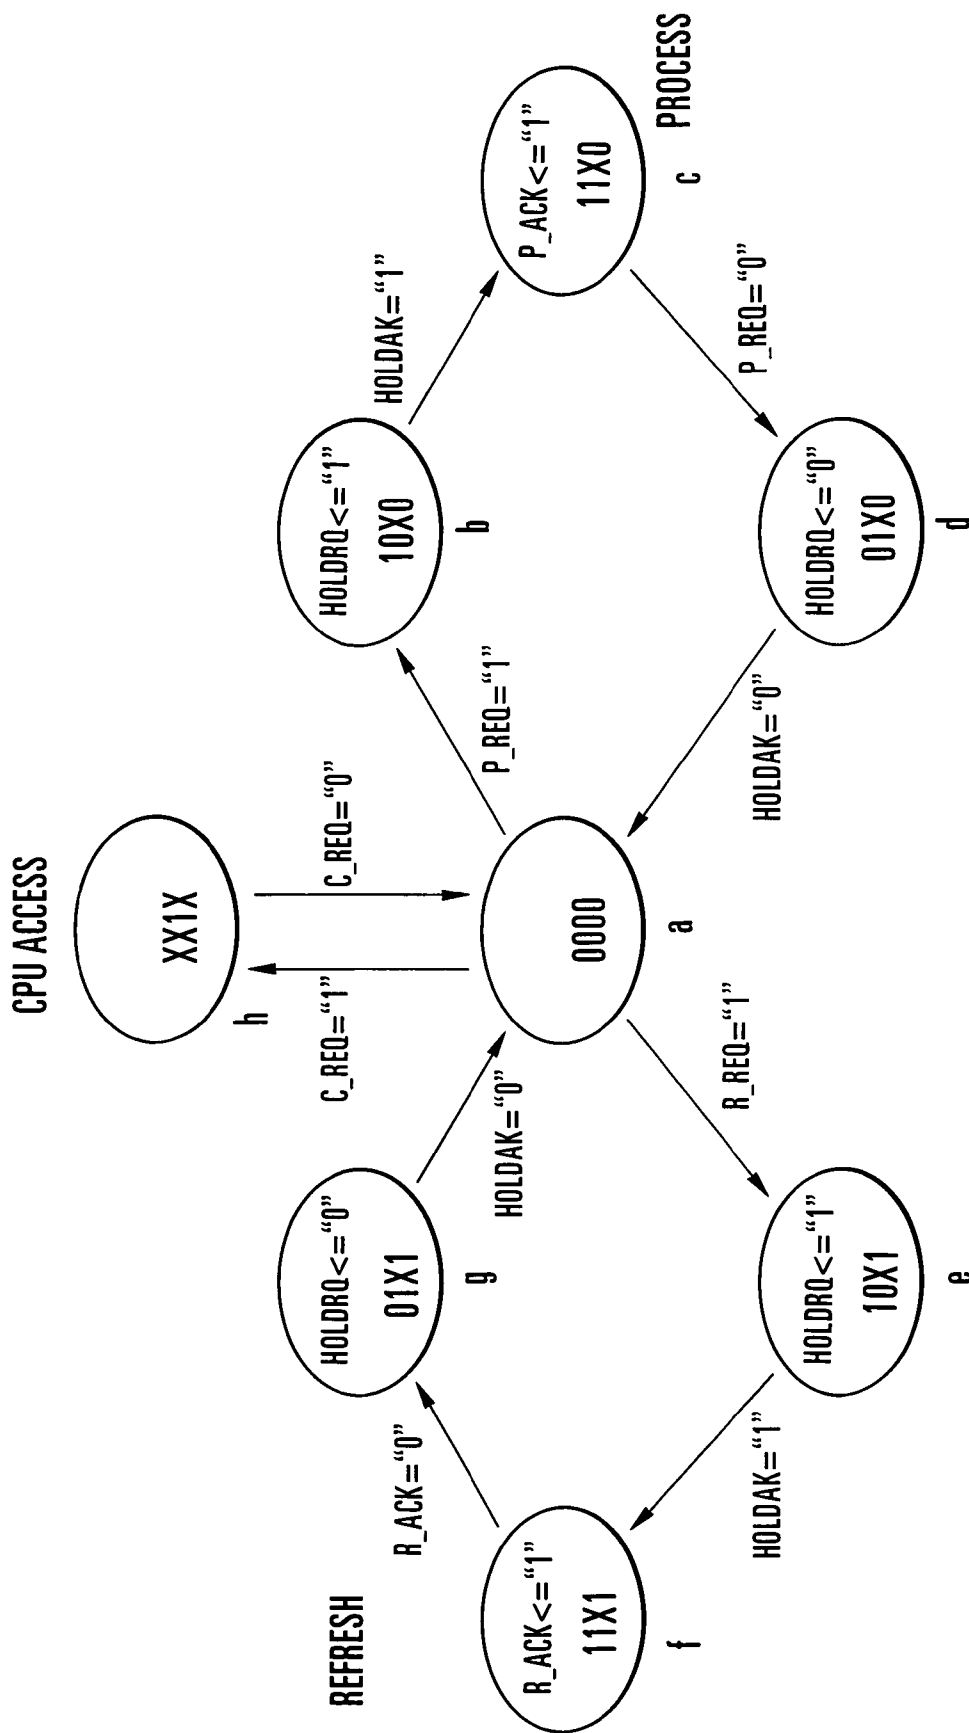 CPU ACCESS
XX1X
h
C_REQ="1"
C_REQ="0"
REFRESH
HOLDRQ<="0"
01X1
g
HOLDRQ<="1"
10X0
b
R_ACK="0"
HOLDAK="0"
P_REQ="1"
HOLDAK="1"
R_ACK<="1"
11X1
f
0000
a
P_ACK<="1"
11X0
c
PROCESS
HOLDAK="1"
R_REQ="1"
HOLDAK="0"
P_REQ="0"
HOLDRQ<="1"
10X1
e
HOLDRQ<="0"
01X0
d